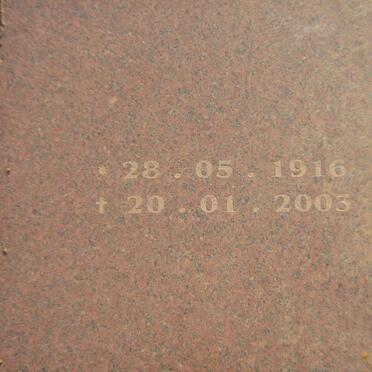 * 28 . 05 . 1916
† 20 . 01 . 2003